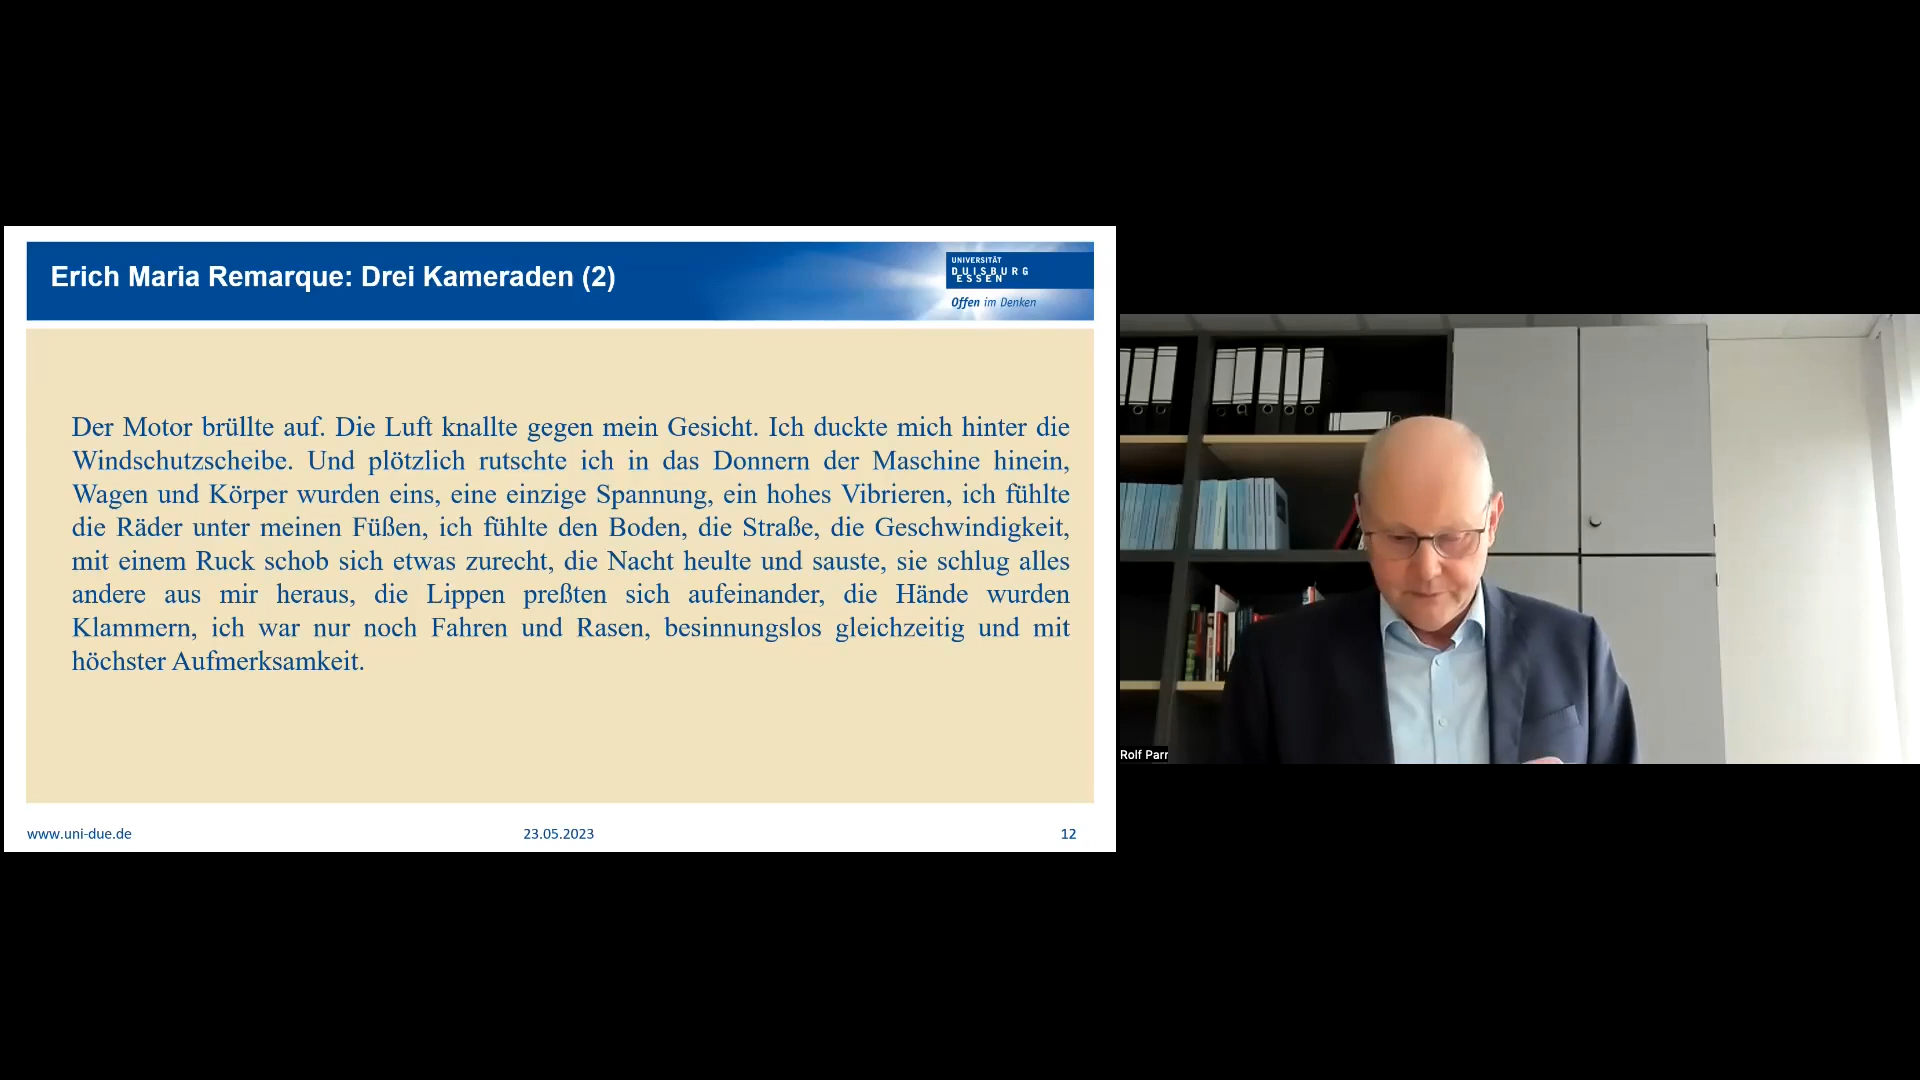 Erich Maria Remarque: Drei Kameraden (2)
UNIVERSITÄT
DUISBURG
ESSEN
Offen im Denken
Der Motor brüllte auf. Die Luft knallte gegen mein Gesicht. Ich duckte mich hinter die
Windschutzscheibe. Und plötzlich rutschte ich in das Donnern der Maschine hinein,
Wagen und Körper wurden eins, eine einzige Spannung, ein hohes Vibrieren, ich fühlte
die Räder unter meinen Füßen, ich fühlte den Boden, die Straße, die Geschwindigkeit,
mit einem Ruck schob sich etwas zurecht, die Nacht heulte und sauste, sie schlug alles
andere aus mir heraus, die Lippen preßten sich aufeinander, die Hände wurden
Klammern, ich war nur noch Fahren und Rasen, besinnungslos gleichzeitig und mit
höchster Aufmerksamkeit.
www.uni-due.de
23.05.2023
12
Rolf Parr